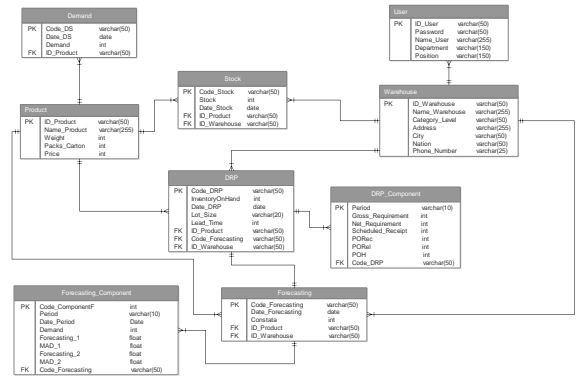 Demand
PK Code_DS varchar(50)
Date_DS date
Demand int
FK ID_Product varchar(50)
User
PK ID_User varchar(50)
Password varchar(50)
Name_User varchar(255)
Department varchar(150)
Position varchar(150)
Stock
PK Code_Stock varchar(50)
Stock int
Date_Stock date
FK ID_Product varchar(50)
FK ID_Warehouse varchar(50)
Warehouse
PK ID_Warehouse varchar(50)
Name_Warehouse varchar(255)
Category_Level varchar(50)
Address varchar(255)
City varchar(50)
Nation varchar(50)
Phone_Number varchar(25)
Product
PK ID_Product varchar(50)
Name_Product varchar(255)
Weight int
Packs_Carton int
Price int
DRP
PK Code_DRP varchar(50)
InventoryOnHand int
Date_DRP date
Lot_Size varchar(20)
Lead_Time int
FK ID_Product varchar(50)
FK Code_Forecasting varchar(50)
FK ID_Warehouse varchar(50)
DRP_Component
PK Period varchar(10)
Gross_Requirement int
Net_Requirement int
Scheduled_Receipt int
PORec int
PORel int
POH int
FK Code_DRP varchar(50)
Forecasting_Component
PK Code_ComponentF int
Period varchar(10)
Date_Period Date
Demand int
Forecasting_1 float
MAD_1 float
Forecasting_2 float
MAD_2 float
FK Code_Forecasting varchar(50)
Forecasting
PK Code_Forecasting varchar(50)
Date_Forecasting date
Constata int
FK ID_Product varchar(50)
FK ID_Warehouse varchar(50)